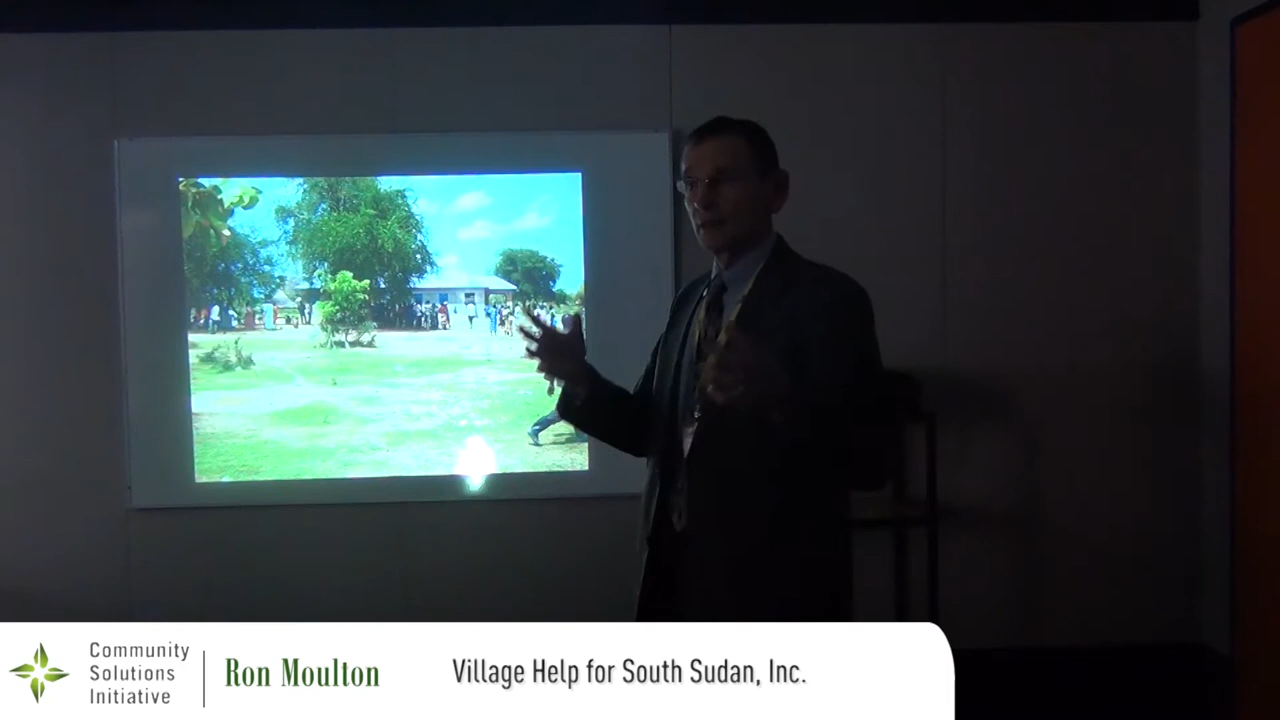 Community
Solutions
Initiative
Ron Moulton
Village Help for South Sudan, Inc.